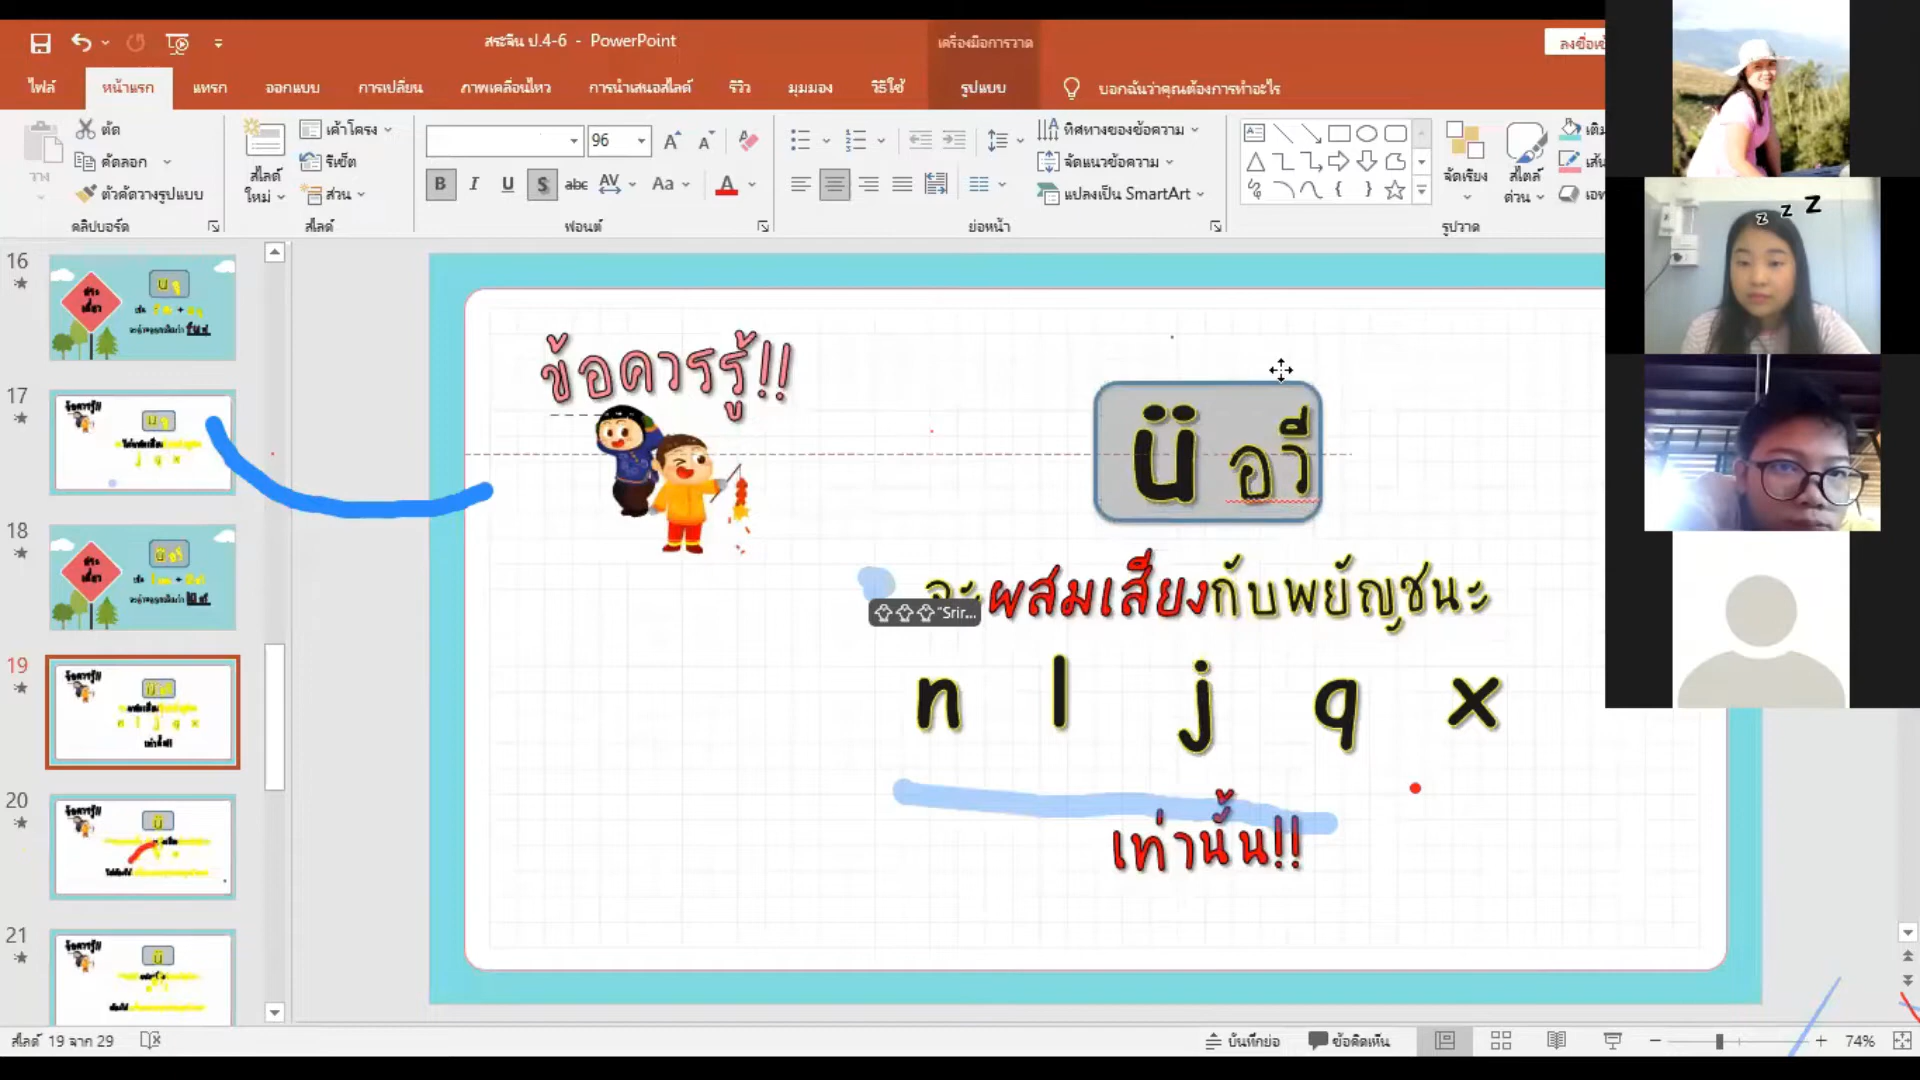 สระจีน ป.4-6 - PowerPoint
เครื่องมือการวาด
ไฟล์ หน้าแรก แทรก ออกแบบ การเปลี่ยน ภาพเคลื่อนไหว การนำเสนอสไลด์ รีวิว มุมมอง วิธีใช้ รูปแบบ บอกฉันว่าคุณต้องการทำอะไร
วาง
ตัด
คัดลอก
ตัวคัดวางรูปแบบ
คลิปบอร์ด
สไลด์
ใหม่
เค้าโครง
รีเซ็ต
ส่วน
สไลด์
96
B I U S abc AV Aa A
ฟอนต์
ทิศทางของข้อความ
จัดแนวข้อความ
แปลงเป็น SmartArt
ย่อหน้า
จัดเรียง
สไตล์
ด่วน
รูปวาด
z z z
16
17
18
19
20
21
ข้อควรรู้!!
ü อวี
จะผสมเสียงกับพยัญชนะ
"Srir...
n l j q x
เท่านั้น!!
สไลด์ 19 จาก 29
บันทึกย่อ
ข้อคิดเห็น
74%